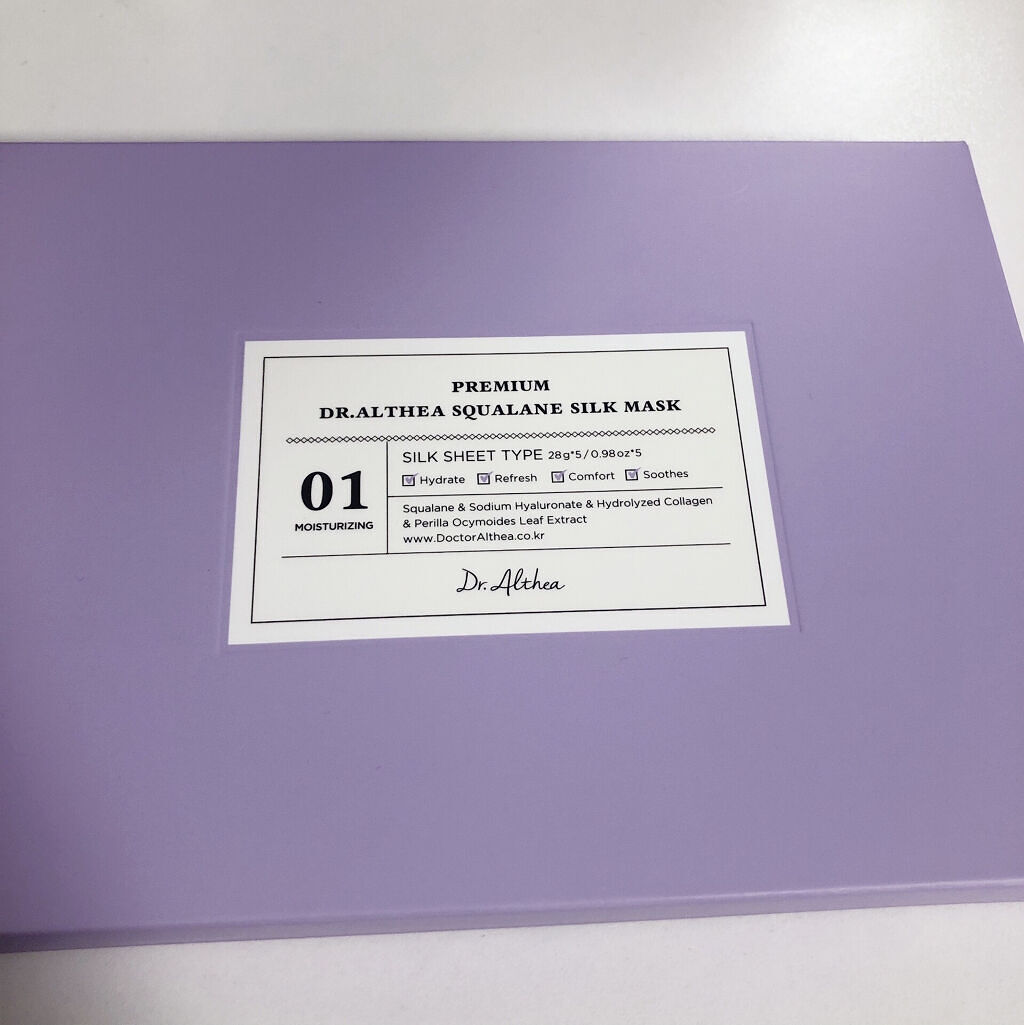 PREMIUM
DR.ALTHEA SQUALANE SILK MASK
01
MOISTURIZING
SILK SHEET TYPE 28g*5/0.98oz*5
Hydrate Refresh Comfort Soothes
Squalane & Sodium Hyaluronate & Hydrolyzed Collagen
& Perilla Ocymoides Leaf Extract
www.DoctorAlthea.co.kr
Dr.Althea